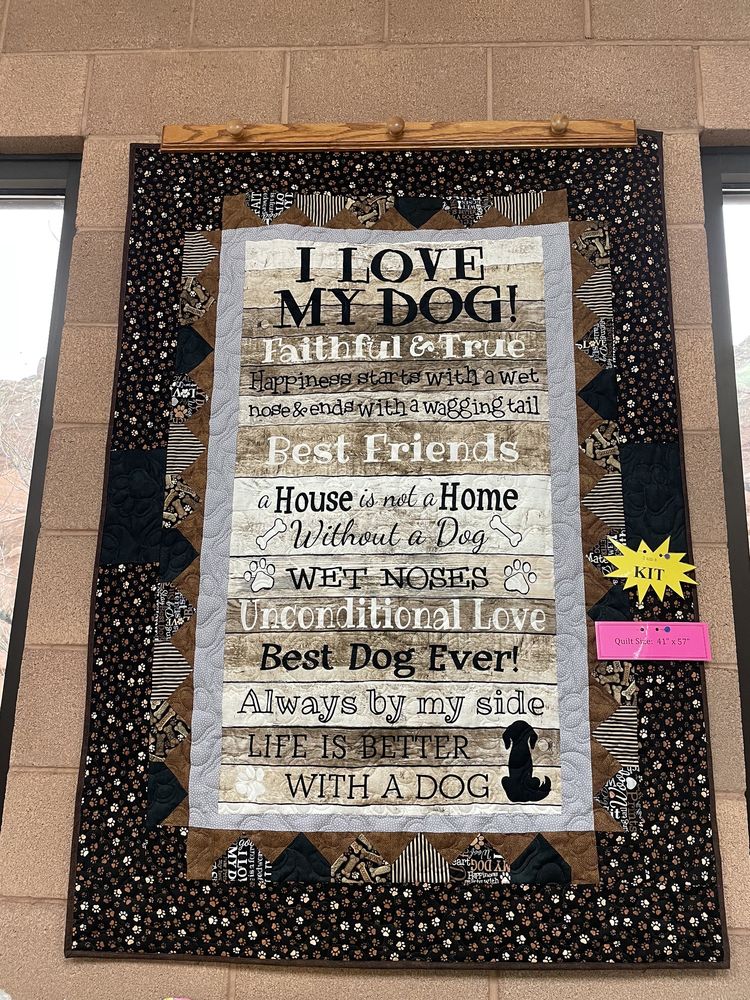 I LOVE
MY DOG!
Faithful & True
Happiness starts with a wet
nose & ends with a wagging tail
Best Friends
a House is not a Home
Without a Dog
WET NOSES
Unconditional Love
Best Dog Ever!
Always by my side
LIFE IS BETTER
WITH A DOG
KIT
Quilt Size: 41" x 57"